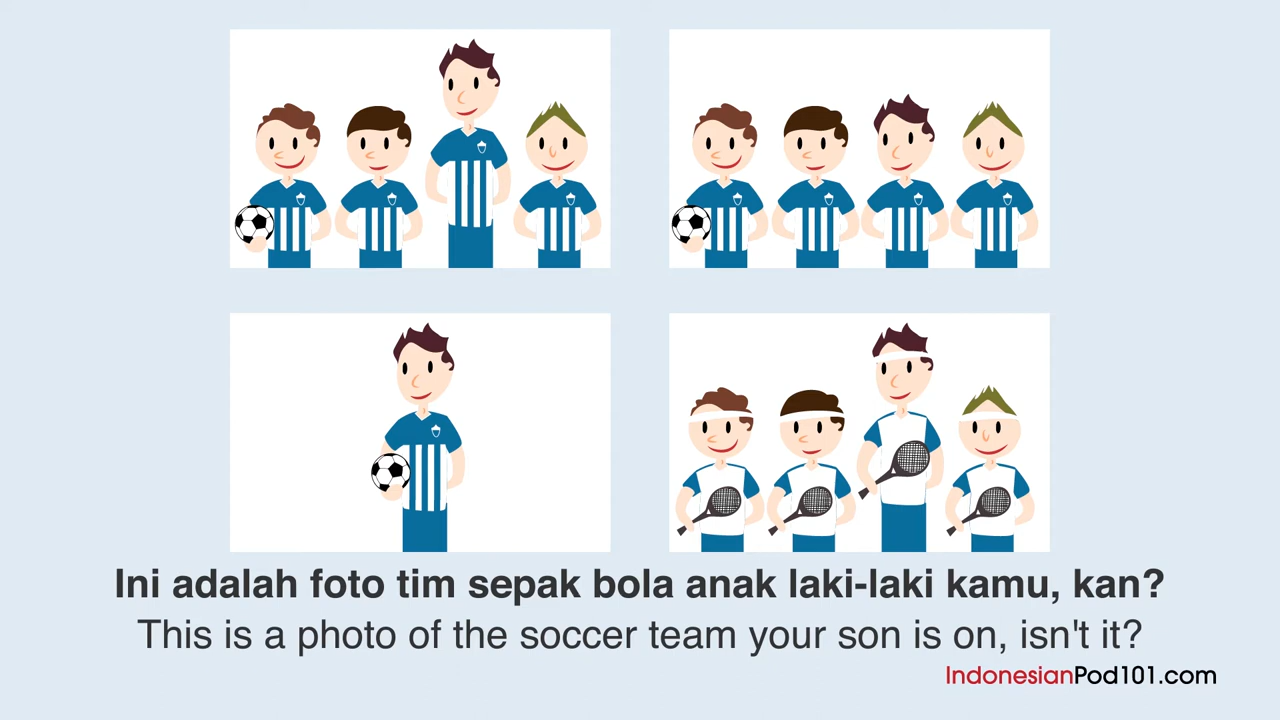 Ini adalah foto tim sepak bola anak laki-laki kamu, kan?
This is a photo of the soccer team your son is on, isn't it?
IndonesianPod101.com